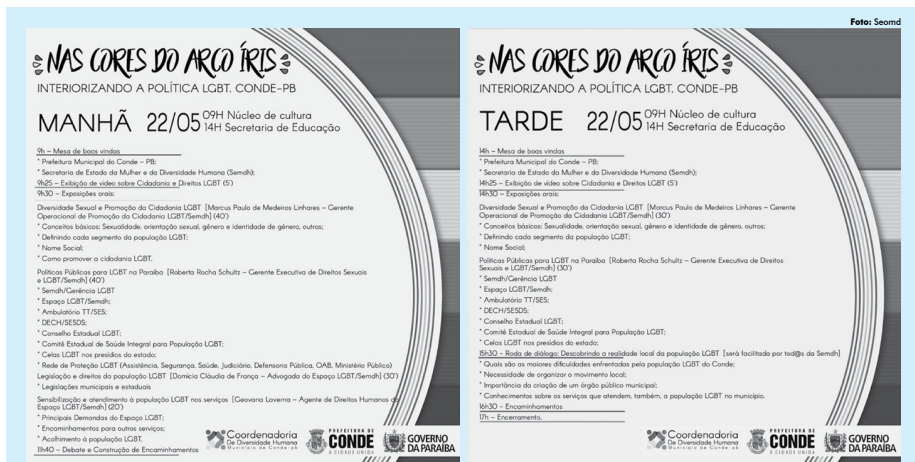 Foto: Seomd
NAS CORES DO ARCO ÍRIS
INTERIORIZANDO A POLÍTICA LGBT. CONDE-PB
MANHÃ 22/05 09H Núcleo de cultura
14H Secretaria de Educação
9h – Mesa de boas vindas
* Prefeitura Municipal do Conde – PB;
* Secretaria de Estado da Mulher e da Diversidade Humana (Semdh);
9h25 – Exibição de vídeo sobre Cidadania e Direitos LGBT (5')
9h30 – Exposições orais:
Diversidade Sexual e Promoção da Cidadania LGBT [Marcus Paulo de Medeiros Linhares – Gerente
Operacional de Promoção da Cidadania LGBT/Semdh] (40')
* Conceitos básicos: Sexualidade, orientação sexual, gênero e identidade de gênero, outros;
* Definindo cada segmento da população LGBT;
* Nome Social;
* Como promover a cidadania LGBT.
Políticas Públicas para LGBT na Paraíba [Roberta Rocha Schultz – Gerente Executiva de Direitos Sexuais
e LGBT/Semdh] (40')
* Semdh/Gerência LGBT
* Espaço LGBT/Semdh;
* Ambulatório TT/SES;
* DECH/SESDS;
* Conselho Estadual LGBT;
* Comitê Estadual de Saúde Integral para População LGBT;
* Celas LGBT nos presídios do estado;
* Rede de Proteção LGBT (Assistência, Segurança, Saúde, Judiciário, Defensoria Pública, OAB, Ministério Público)
Legislação e direitos da população LGBT [Domícia Cláudia de França – Advogada do Espaço LGBT/Semdh] (30')
* Legislações municipais e estaduais
Sensibilização e atendimento à população LGBT nos serviços [Geovana Laverna – Agente de Direitos Humanos do
Espaço LGBT/Semdh] (20')
* Principais Demandas do Espaço LGBT;
* Encaminhamentos para outros serviços;
* Acolhimento à população LGBT.
11h40 – Debate e Construção de Encaminhamentos
Coordenadoria
De Diversidade Humana
Município de Conde-pb
PREFEITURA DE
CONDE
A CIDADE UNIDA
GOVERNO
DA PARAÍBA
NAS CORES DO ARCO ÍRIS
INTERIORIZANDO A POLÍTICA LGBT. CONDE-PB
TARDE 22/05 09H Núcleo de cultura
14H Secretaria de Educação
14h – Mesa de boas vindas
* Prefeitura Municipal do Conde – PB;
* Secretaria de Estado da Mulher e da Diversidade Humana (Semdh);
14h25 – Exibição de vídeo sobre Cidadania e Direitos LGBT (5')
14h30 – Exposições orais:
Diversidade Sexual e Promoção da Cidadania LGBT [Marcus Paulo de Medeiros Linhares – Gerente
Operacional de Promoção da Cidadania LGBT/Semdh] (30')
* Conceitos básicos: Sexualidade, orientação sexual, gênero e identidade de gênero, outros;
* Definindo cada segmento da população LGBT;
* Nome Social;
Políticas Públicas para LGBT na Paraíba [Roberta Rocha Schultz – Gerente Executiva de Direitos
Sexuais e LGBT/Semdh] (30')
* Semdh/Gerência LGBT
* Espaço LGBT/Semdh;
* Ambulatório TT/SES;
* DECH/SESDS;
* Conselho Estadual LGBT;
* Comitê Estadual de Saúde Integral para População LGBT;
* Celas LGBT nos presídios do estado;
15h30 – Roda de diálogo: Descobrindo a realidade local da população LGBT [será facilitada por tod@s da Semdh]
* Quais são as maiores dificuldades enfrentadas pela população LGBT do Conde;
* Necessidade de organizar o movimento local;
* Importância da criação de um órgão público municipal;
* Conhecimentos sobre os serviços que atendem, também, a população LGBT no município.
16h30 – Encaminhamentos
17h – Encerramento.
Coordenadoria
De Diversidade Humana
Município de Conde-pb
PREFEITURA DE
CONDE
A CIDADE UNIDA
GOVERNO
DA PARAÍBA